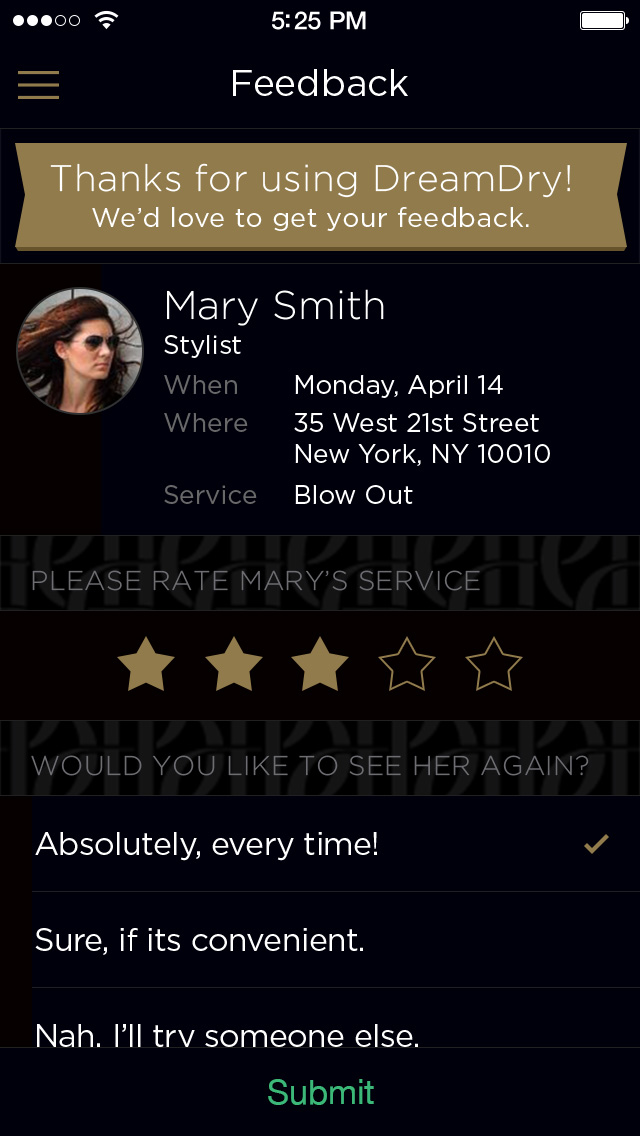 5:25 PM
Feedback
Thanks for using DreamDry!
We'd love to get your feedback.
Mary Smith
Stylist
When Monday, April 14
Where 35 West 21st Street
New York, NY 10010
Service Blow Out
PLEASE RATE MARY'S SERVICE
WOULD YOU LIKE TO SEE HER AGAIN?
Absolutely, every time!
Sure, if its convenient.
Nah. I'll try someone else.
Submit